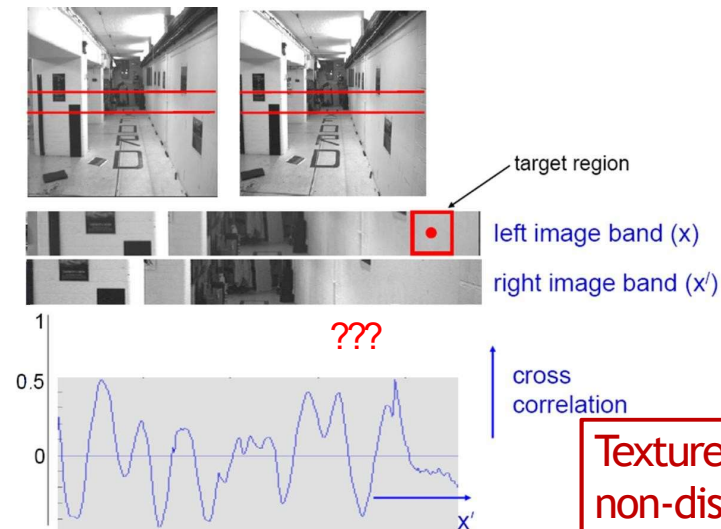 target region
left image band (x)
right image band (x/)
1
???
0.5
cross
correlation
0
Texture
non-dis
x'